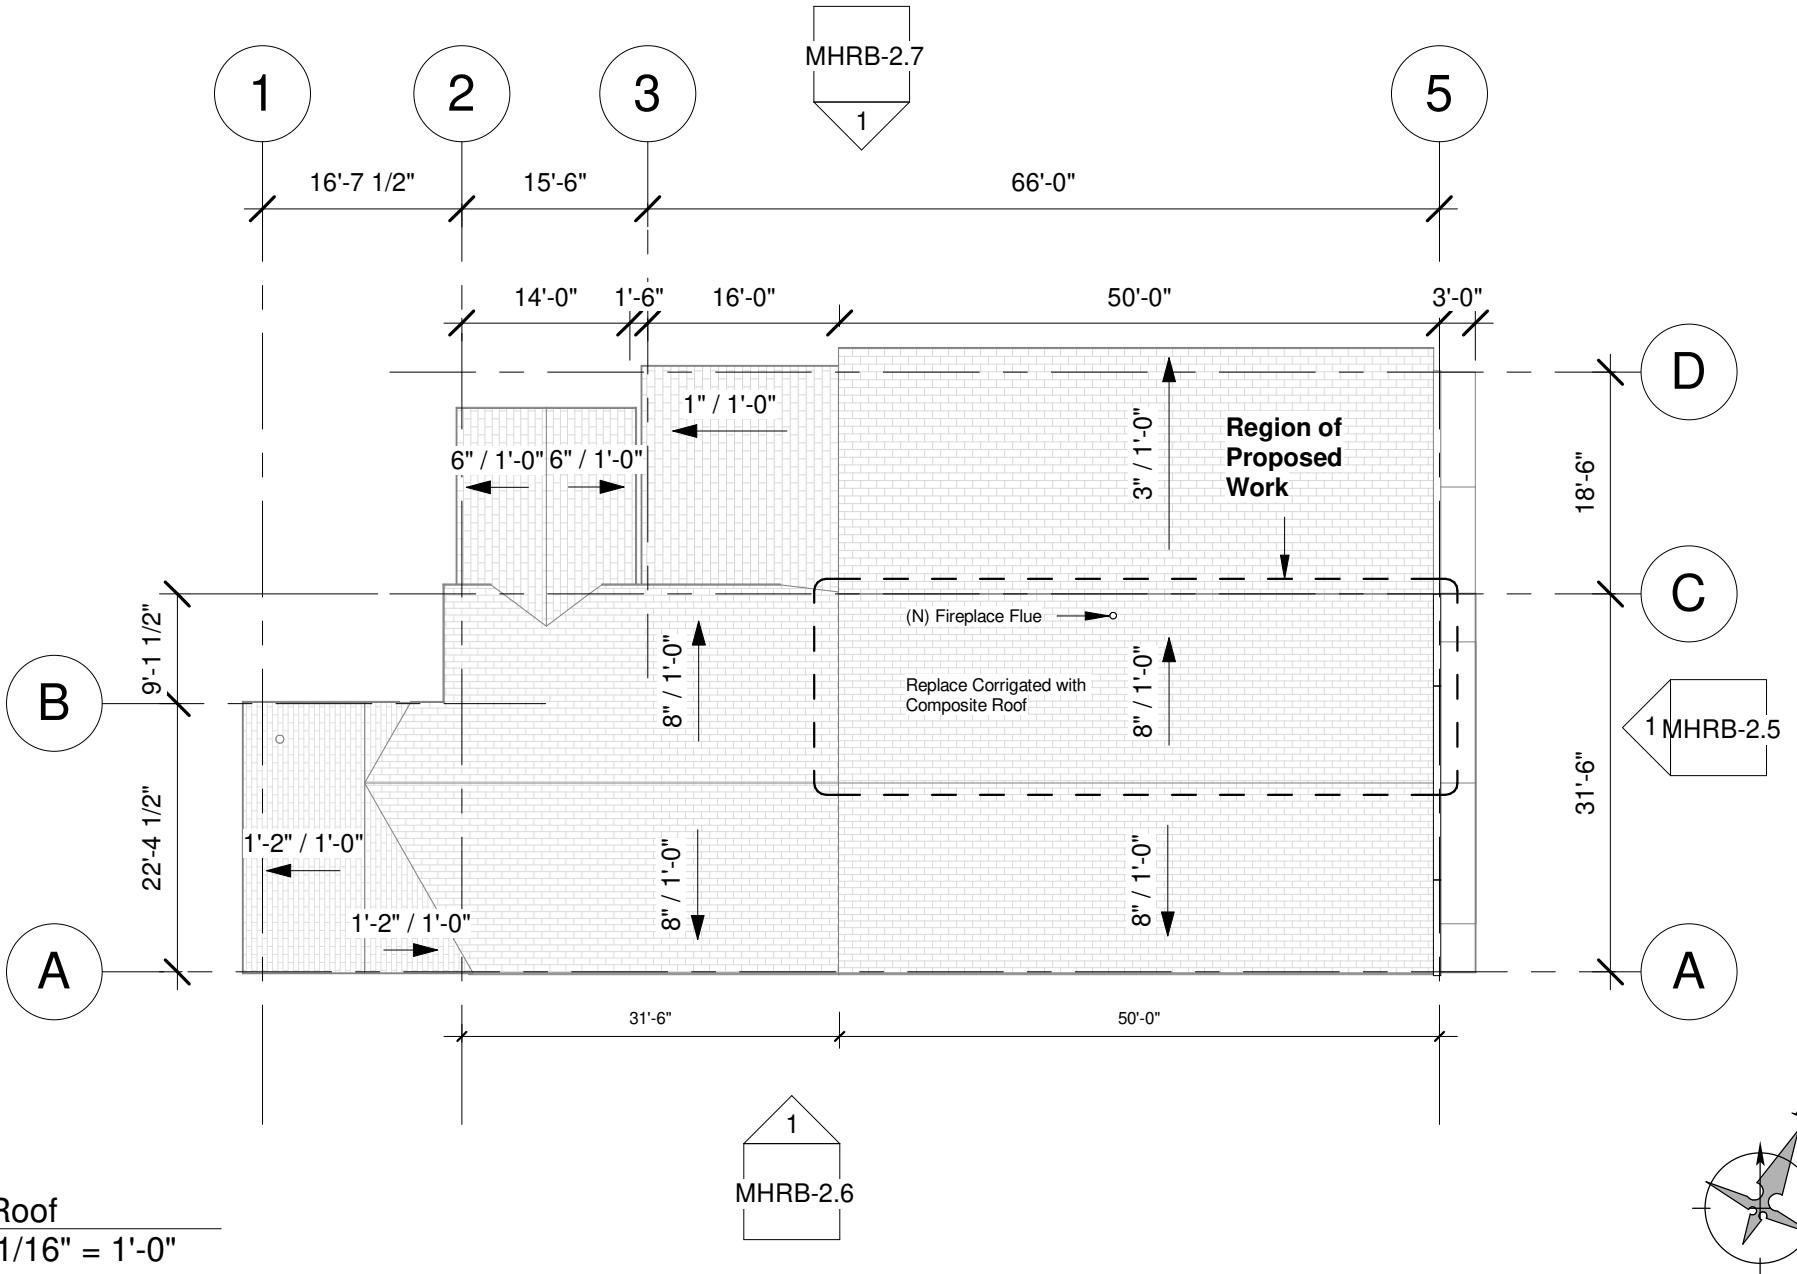 MHRB-2.7
1
1
2
3
5
16'-7 1/2"
15'-6"
66'-0"
14'-0"
1'-6"
16'-0"
50'-0"
3'-0"
D
1" / 1'-0"
3" / 1'-0"
Region of
Proposed
Work
6" / 1'-0"
6" / 1'-0"
18'-6"
C
9'-1 1/2"
(N) Fireplace Flue
8" / 1'-0"
8" / 1'-0"
Replace Corrigated with
Composite Roof
B
1
MHRB-2.5
31'-6"
22'-4 1/2"
1'-2" / 1'-0"
8" / 1'-0"
8" / 1'-0"
1'-2" / 1'-0"
A
A
31'-6"
50'-0"
1
MHRB-2.6
Roof
1/16" = 1'-0"